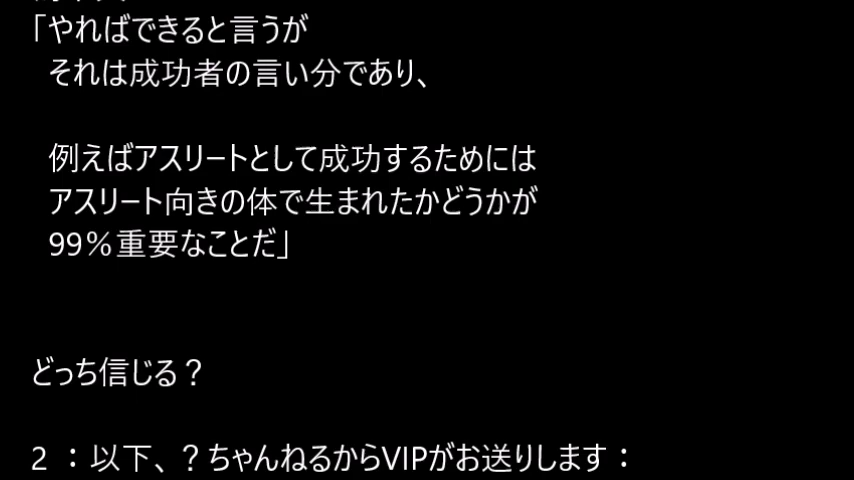 「やればできると言うが
それは成功者の言い分であり、
例えばアスリートとして成功するためには
アスリート向きの体で生まれたかどうかが
99％重要なことだ」
どっち信じる？
2 ：以下、？ちゃんねるからVIPがお送りします：